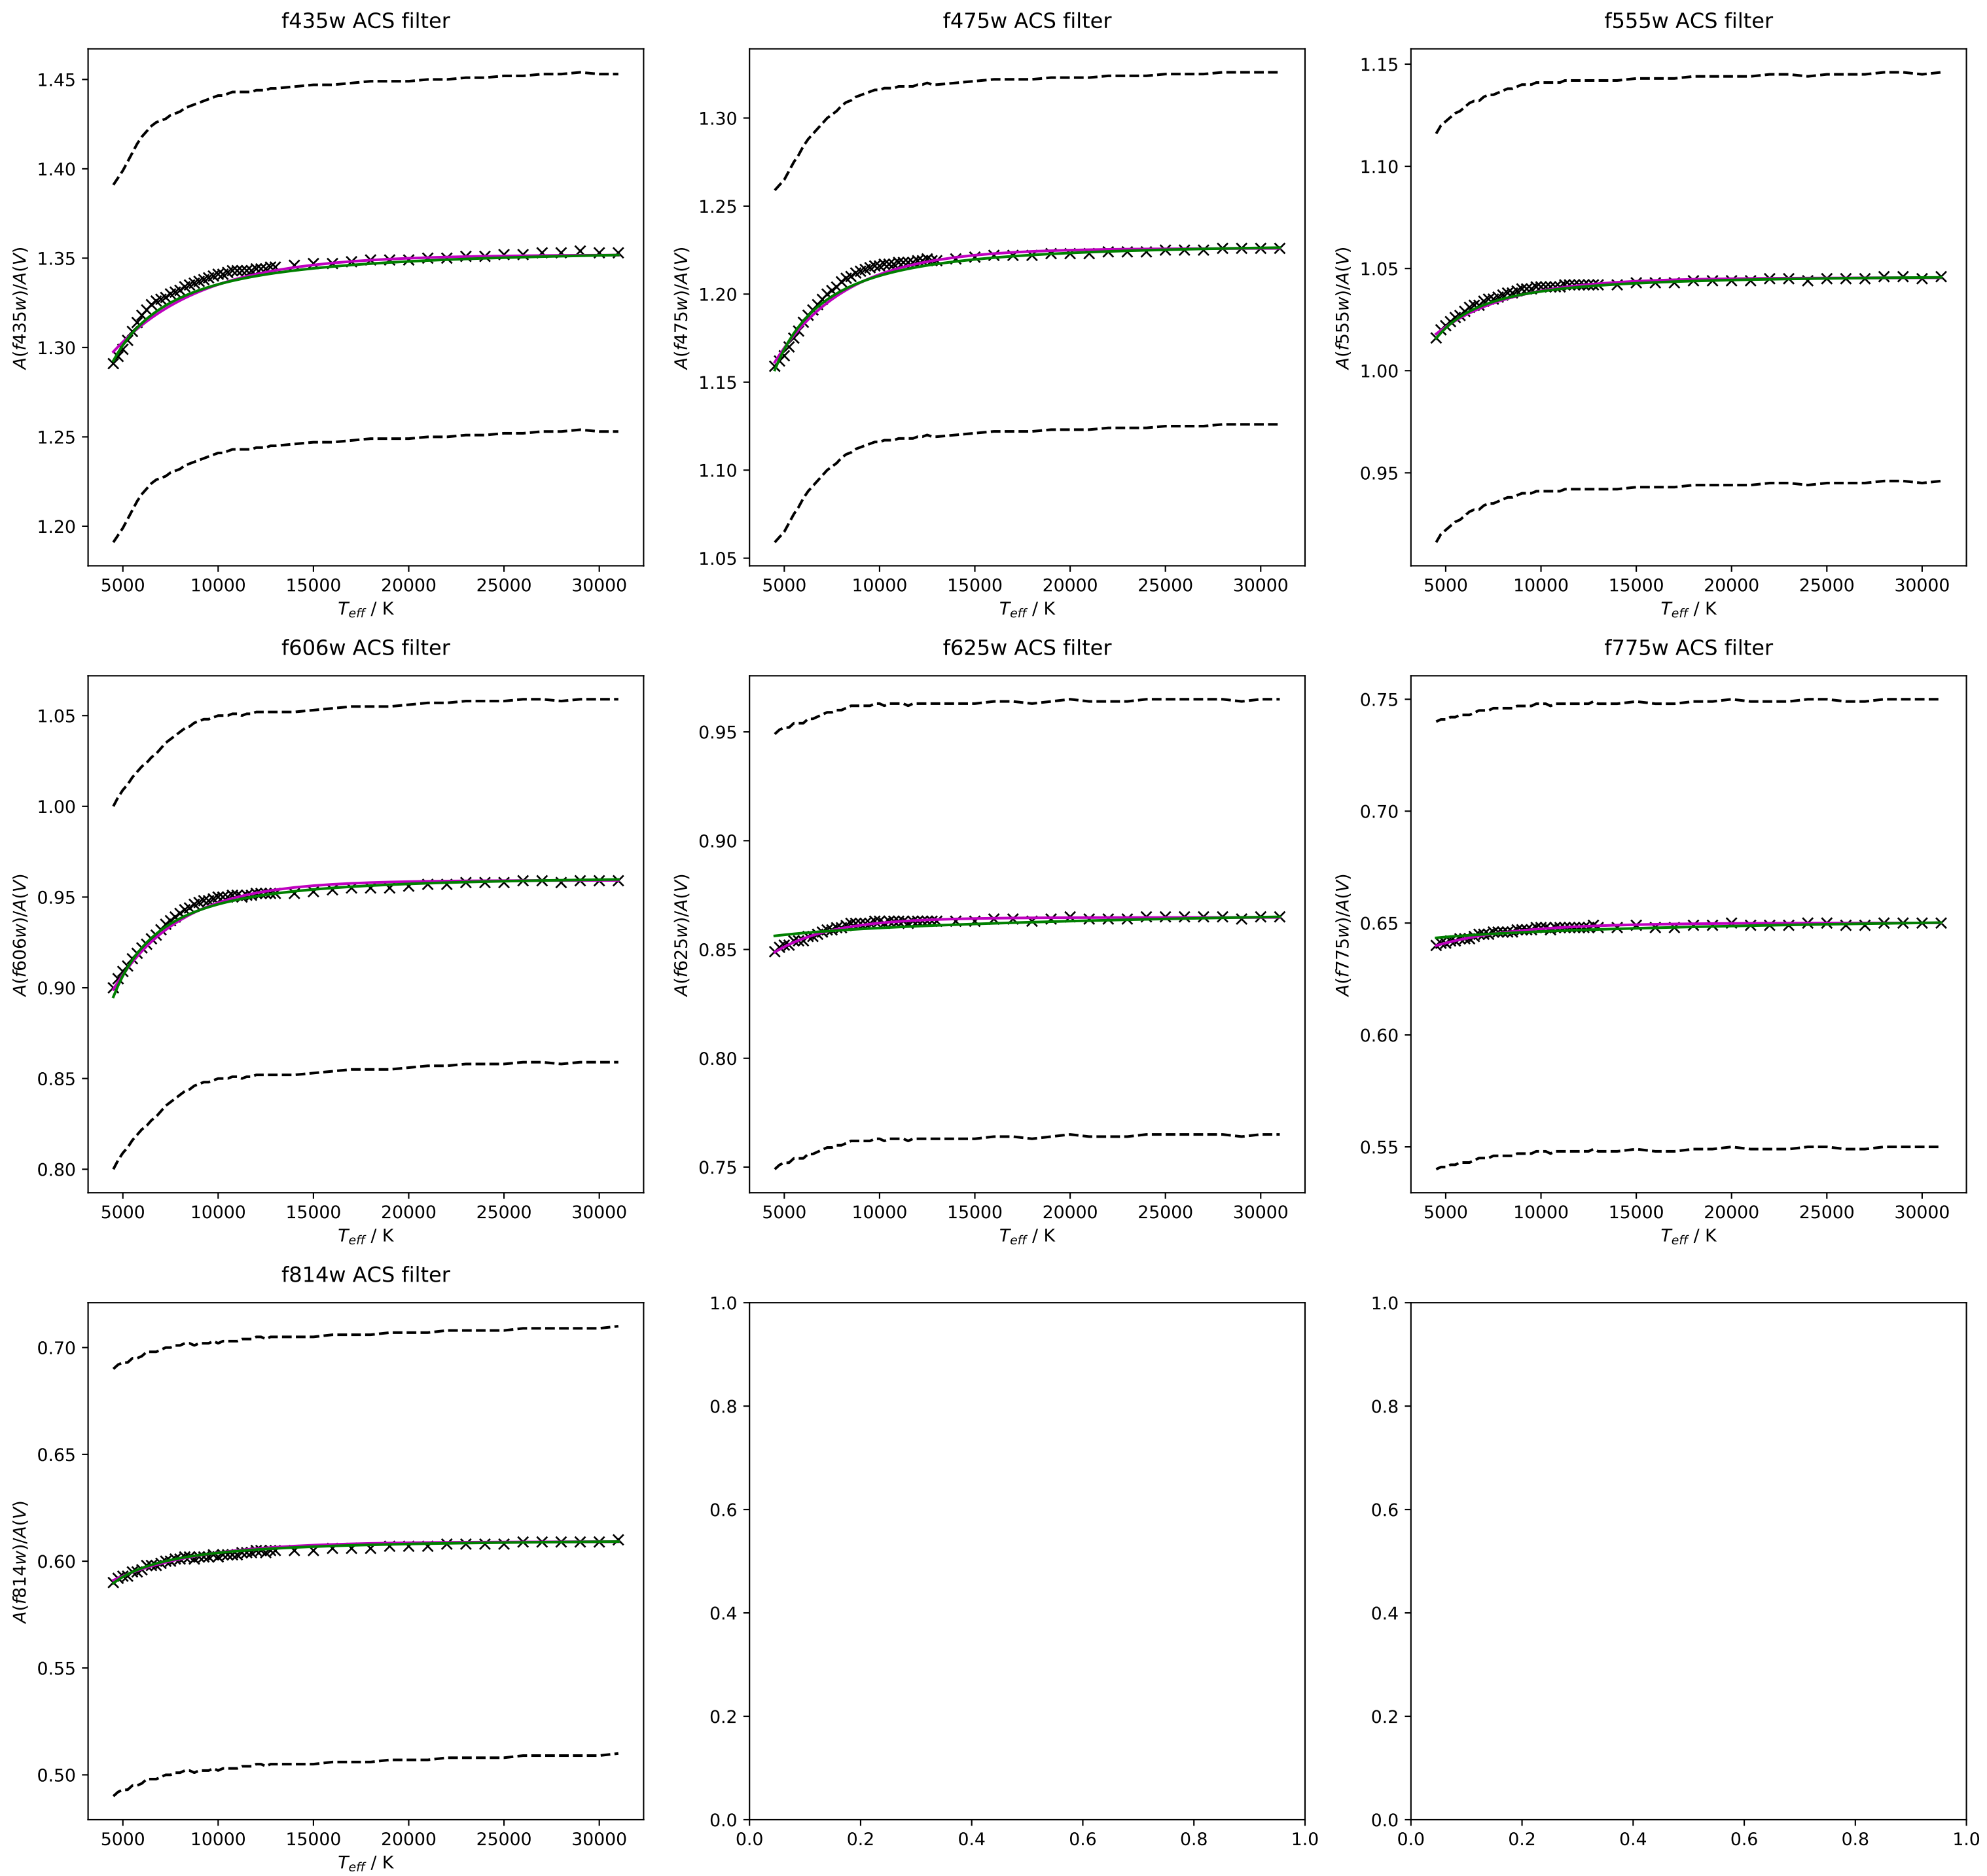 f435w ACS filter
1.45
1.40
1.35
1.30
1.25
1.20
A(f435w)/A(V)
5000 10000 15000 20000 25000 30000
T_eff / K
f475w ACS filter
1.30
1.25
1.20
1.15
1.10
1.05
A(f475w)/A(V)
5000 10000 15000 20000 25000 30000
T_eff / K
f555w ACS filter
1.15
1.10
1.05
1.00
0.95
A(f555w)/A(V)
5000 10000 15000 20000 25000 30000
T_eff / K
f606w ACS filter
1.05
1.00
0.95
0.90
0.85
0.80
A(f606w)/A(V)
5000 10000 15000 20000 25000 30000
T_eff / K
f625w ACS filter
0.95
0.90
0.85
0.80
0.75
A(f625w)/A(V)
5000 10000 15000 20000 25000 30000
T_eff / K
f775w ACS filter
0.75
0.70
0.65
0.60
0.55
A(f775w)/A(V)
5000 10000 15000 20000 25000 30000
T_eff / K
f814w ACS filter
0.70
0.65
0.60
0.55
0.50
A(f814w)/A(V)
5000 10000 15000 20000 25000 30000
T_eff / K
1.0
0.8
0.6
0.4
0.2
0.0
0.0 0.2 0.4 0.6 0.8 1.0
1.0
0.8
0.6
0.4
0.2
0.0
0.0 0.2 0.4 0.6 0.8 1.0